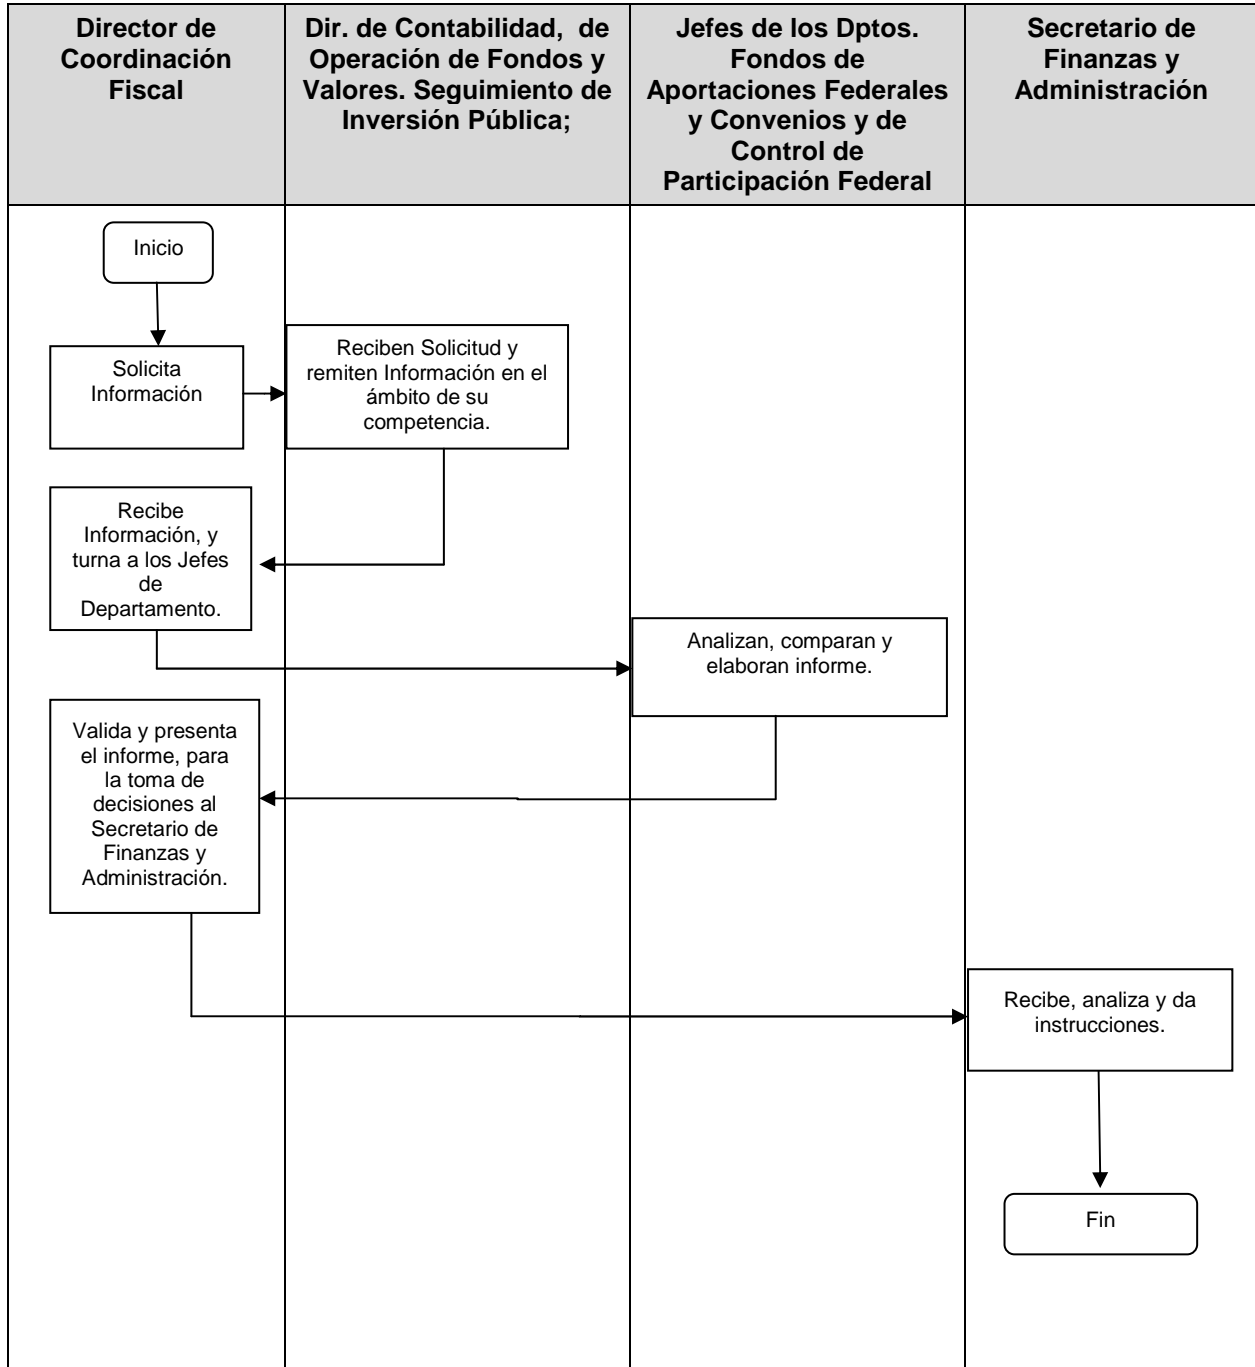 Director de
Coordinación
Fiscal
Dir. de Contabilidad, de
Operación de Fondos y
Valores. Seguimiento de
Inversión Pública;
Jefes de los Dptos.
Fondos de
Aportaciones Federales
y Convenios y de
Control de
Participación Federal
Secretario de
Finanzas y
Administración
Inicio
Solicita
Información
Reciben Solicitud y
remiten Información en el
ámbito de su
competencia.
Recibe
Información, y
turna a los Jefes
de
Departamento.
Analizan, comparan y
elaboran informe.
Valida y presenta
el informe, para
la toma de
decisiones al
Secretario de
Finanzas y
Administración.
Recibe, analiza y da
instrucciones.
Fin